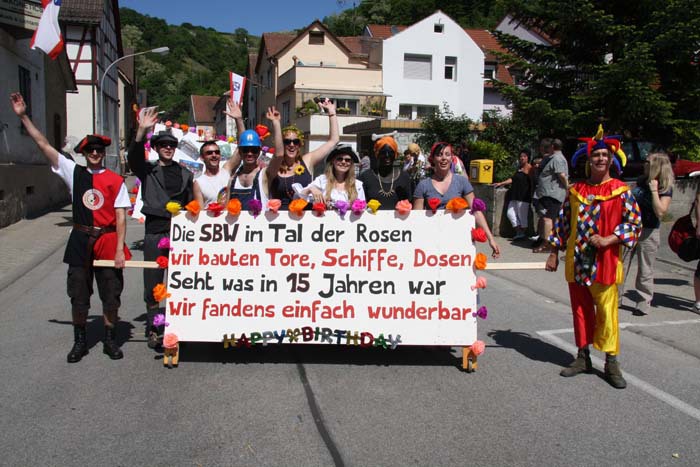 Die SBW im Tal der Rosen
wir bauten Tore, Schiffe, Dosen
Seht was in 15 Jahren war
wir fandens einfach wunderbar
HAPPY BIRTHDAY